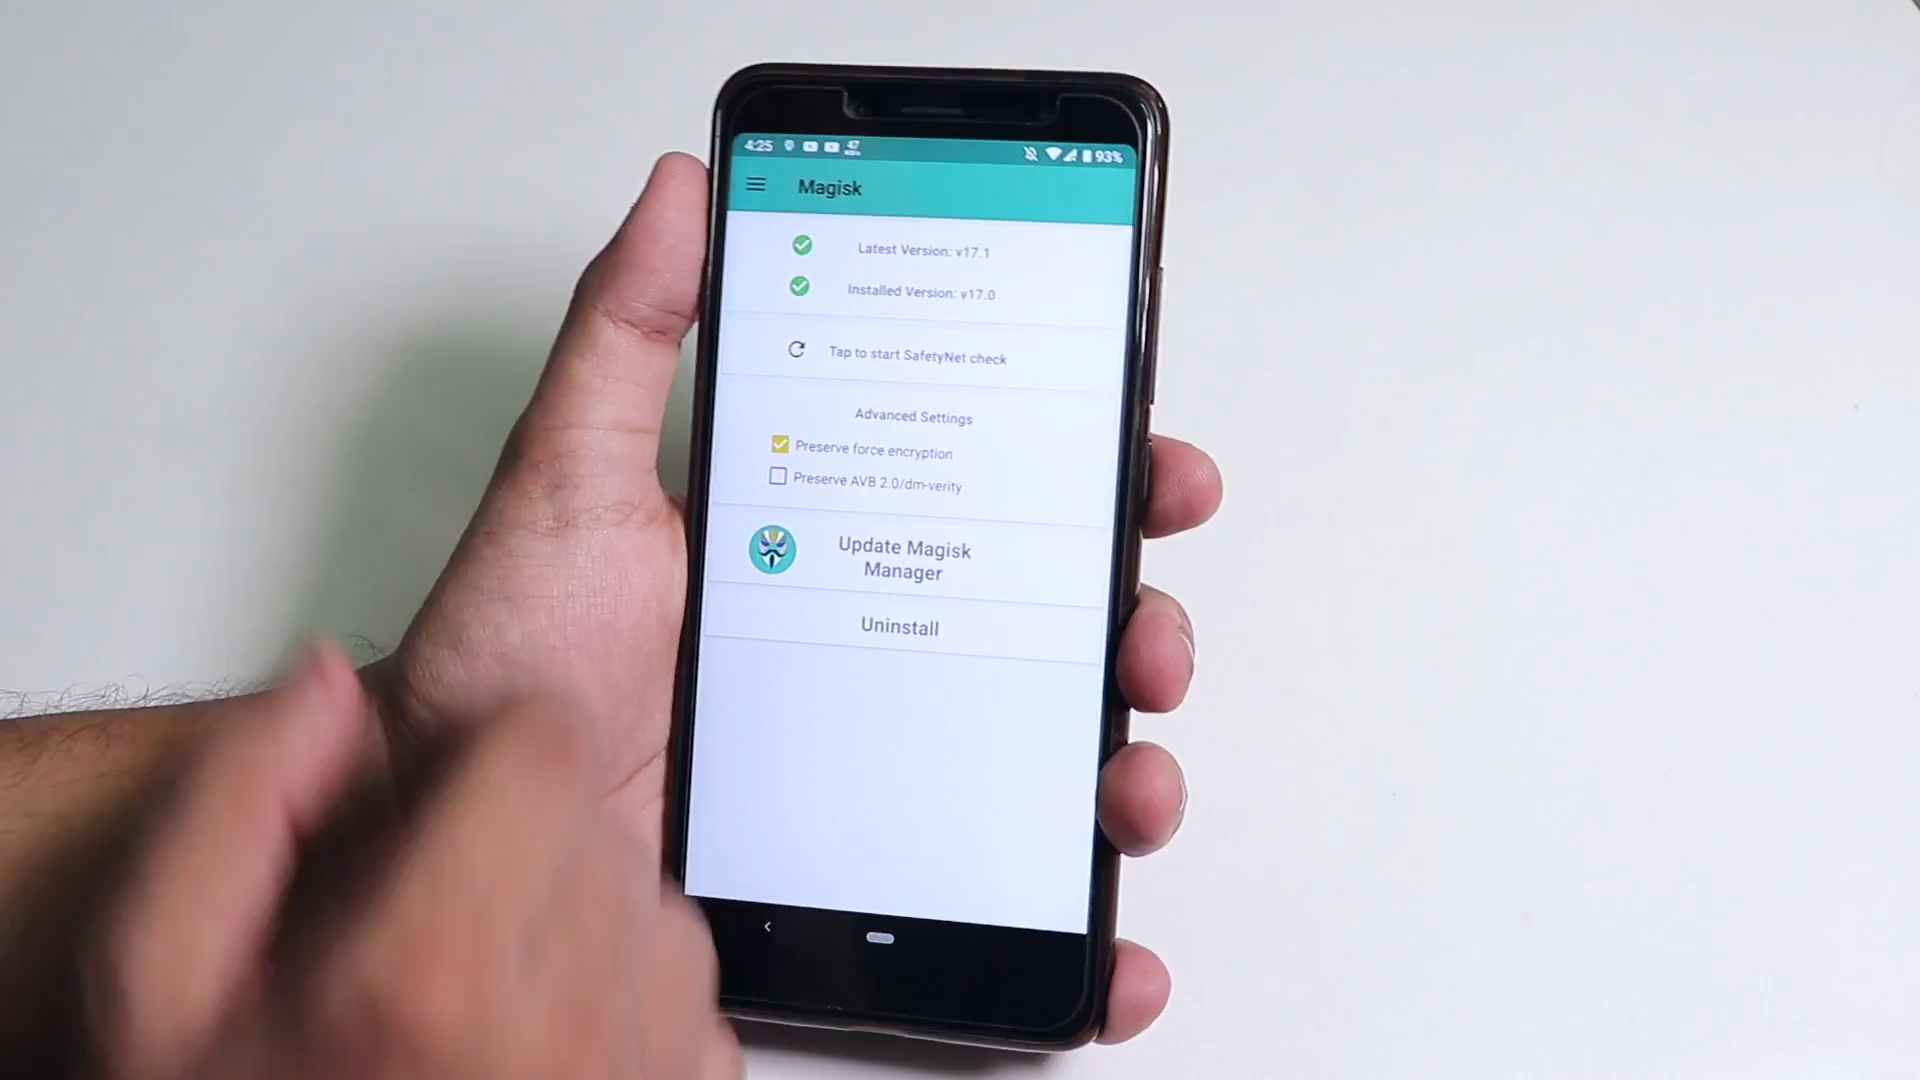 4:25 47 93%
Magisk
Latest Version: v17.1
Installed Version: v17.0
Tap to start SafetyNet check
Advanced Settings
Preserve force encryption
Preserve AVB 2.0/dm-verity
Update Magisk
Manager
Uninstall